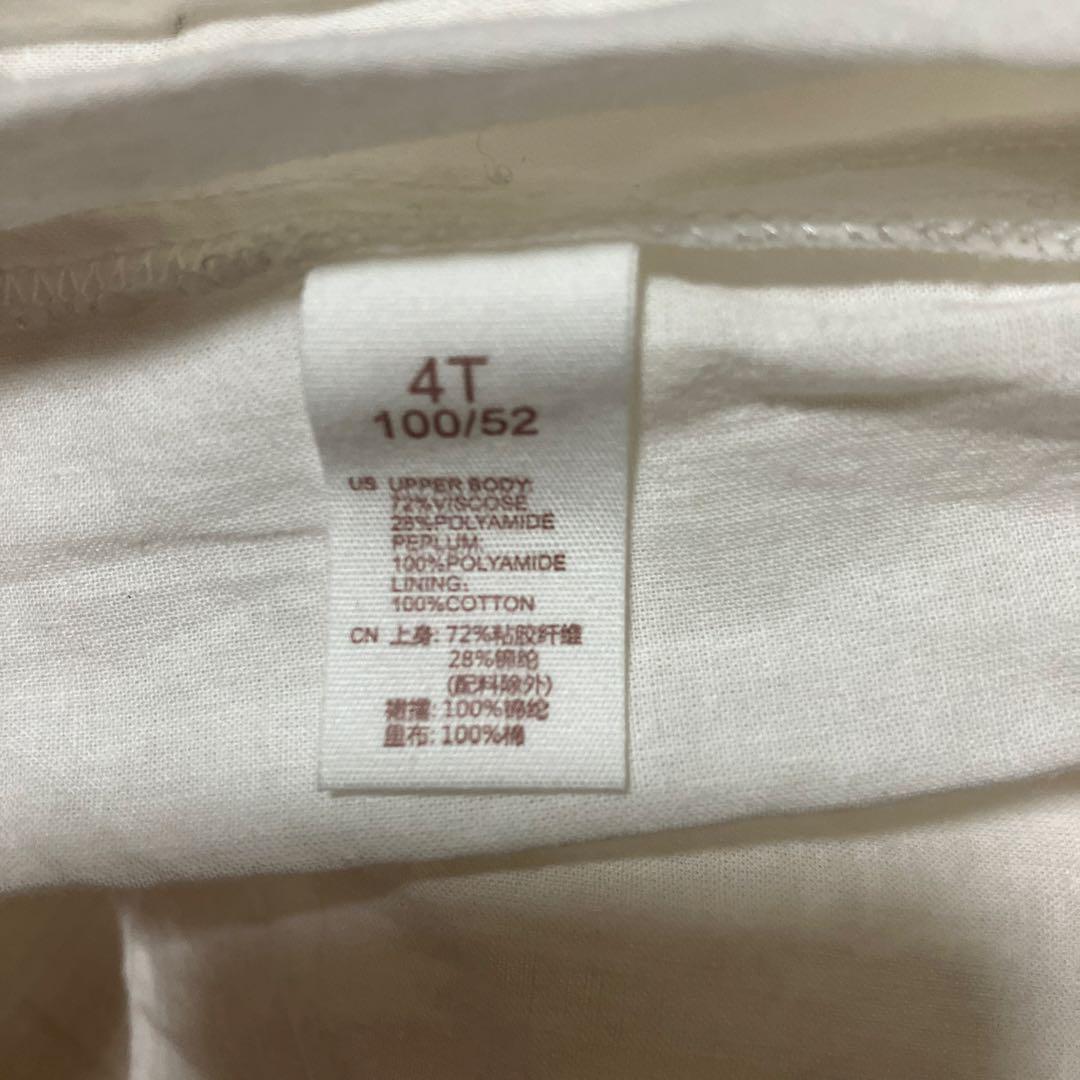 4T
100/52
US UPPER BODY:
72%VISCOSE
28%POLYAMIDE
PEPLUM:
100%POLYAMIDE
LINING:
100%COTTON
CN 上身: 72%粘胶纤维
28%锦纶
(配料除外)
裙摆: 100%锦纶
里布: 100%棉